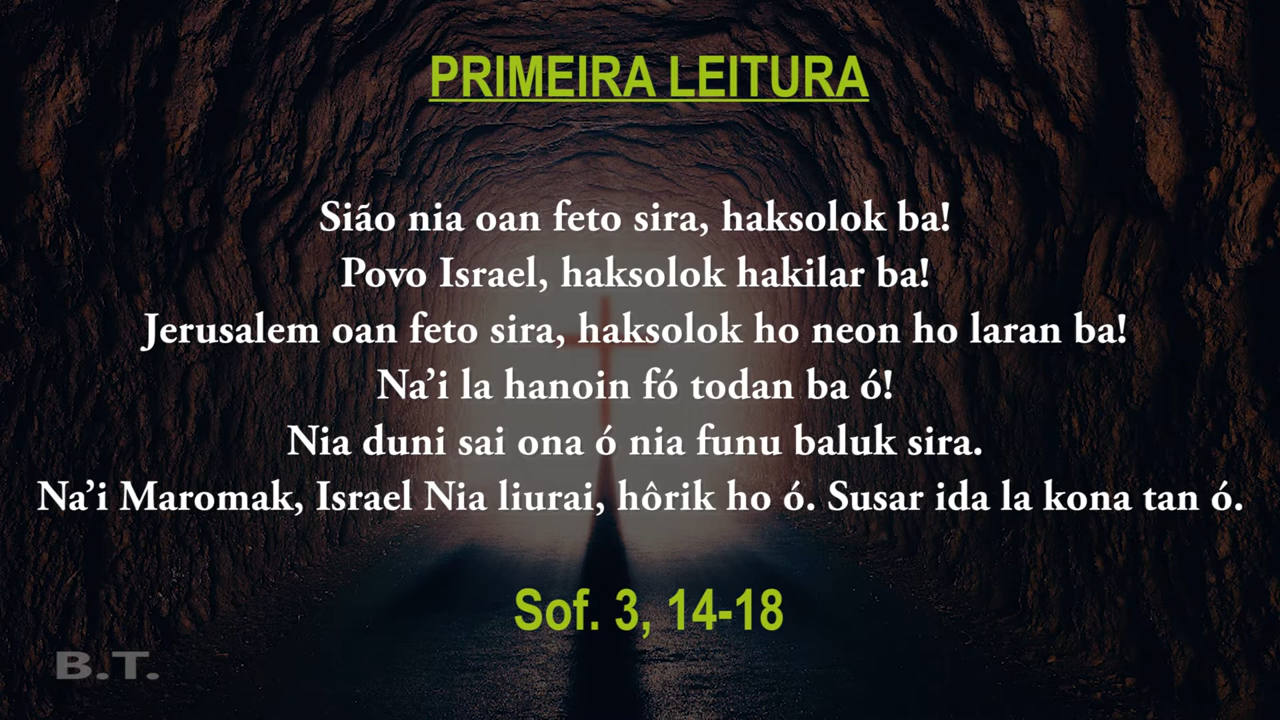 PRIMEIRA LEITURA
Sião nia oan feto sira, haksolok ba!
Povo Israel, haksolok hakilar ba!
Jerusalem oan feto sira, haksolok ho neon ho laran ba!
Na’i la hanoin fó todan ba ó!
Nia duni sai ona ó nia funu baluk sira.
Na’i Maromak, Israel Nia liurai, hôrik ho ó. Susar ida la kona tan ó.
Sof. 3, 14-18
B.T.